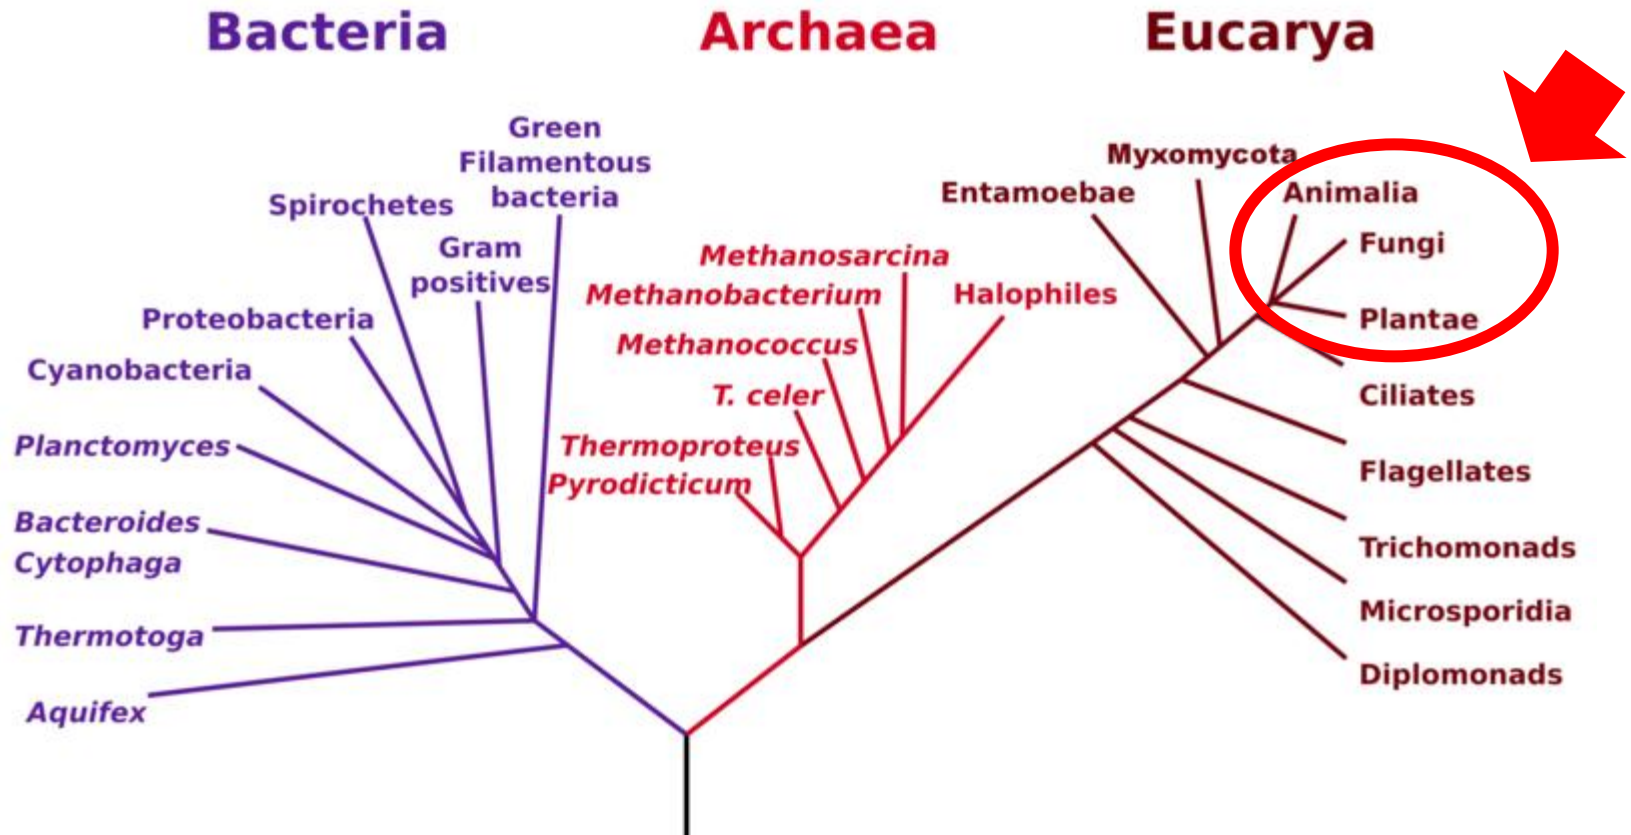 Bacteria
Archaea
Eucarya
Green
Filamentous
bacteria
Spirochetes
Gram
positives
Proteobacteria
Cyanobacteria
Planctomyces
Bacteroides
Cytophaga
Thermotoga
Aquifex
Methanosarcina
Methanobacterium
Halophiles
Methanococcus
T. celer
Thermoproteus
Pyrodicticum
Myxomycota
Entamoebae
Animalia
Fungi
Plantae
Ciliates
Flagellates
Trichomonads
Microsporidia
Diplomonads